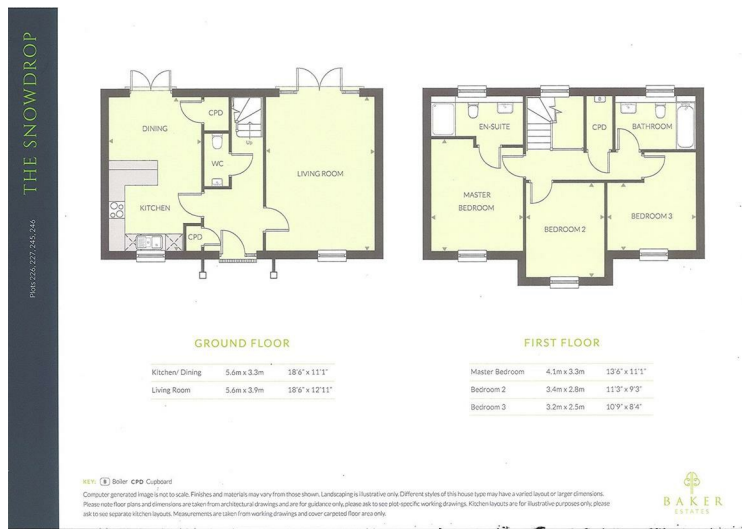 THE SNOWDROP
Plots 226, 227, 245, 246
DINING
CPD
WC
LIVING ROOM
KITCHEN
CPD
B
EN-SUITE
CPD
BATHROOM
MASTER
BEDROOM
BEDROOM 2
BEDROOM 3
GROUND FLOOR
Kitchen/ Dining 5.6m x 3.3m 18'6" x 11'1"
Living Room 5.6m x 3.9m 18'6" x 12'11"
FIRST FLOOR
Master Bedroom 4.1m x 3.3m 13'6" x 11'1"
Bedroom 2 3.4m x 2.8m 11'3" x 9'3"
Bedroom 3 3.2m x 2.5m 10'9" x 8'4"
KEY: B Boiler CPD Cupboard
Computer generated image is not to scale. Finishes and materials may vary from those shown. Landscaping is illustrative only. Different styles of this house type may have a varied layout or larger dimensions.
Please note floor plans and dimensions are taken from architectural drawings and are for guidance only, please ask to see plot-specific working drawings. Kitchen layouts are for illustrative purposes only, please
ask to see separate kitchen layouts. Measurements are taken from working drawings and cover carpeted floor area only.
BAKER
ESTATES